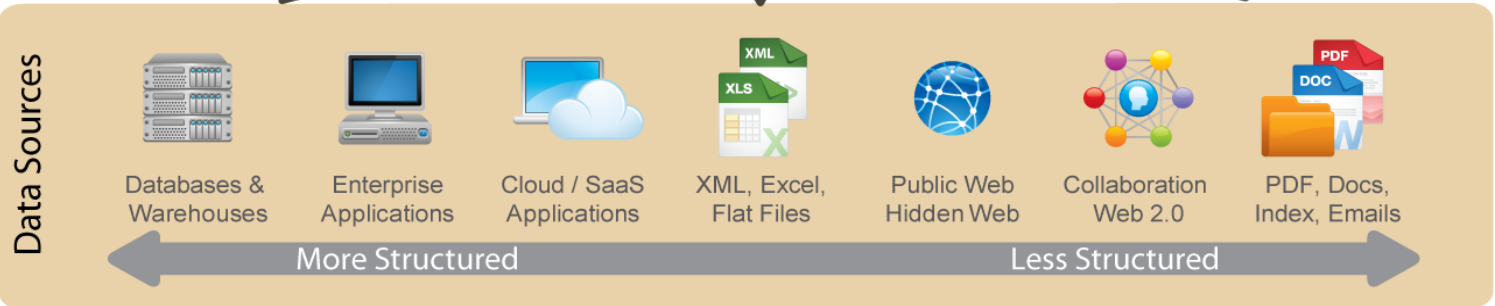 Data Sources
XML
XLS
PDF
DOC
X
W
Databases &
Warehouses
Enterprise
Applications
Cloud / SaaS
Applications
XML, Excel,
Flat Files
Public Web
Hidden Web
Collaboration
Web 2.0
PDF, Docs,
Index, Emails
More Structured
Less Structured